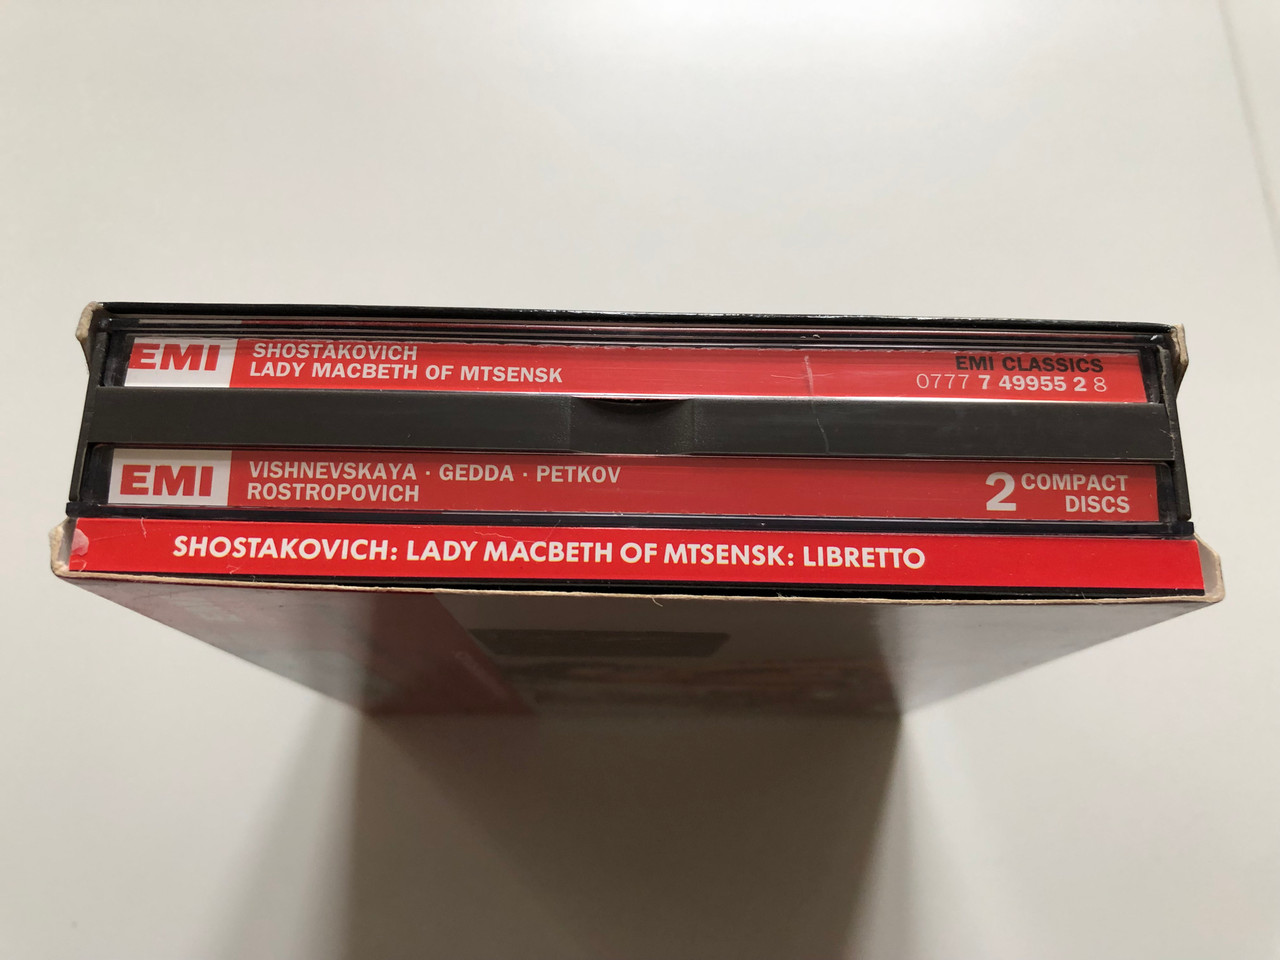 EMI
SHOSTAKOVICH
LADY MACBETH OF MTSENSK
EMI CLASSICS
0777 7 49955 2 8
EMI
VISHNEVSKAYA · GEDDA · PETKOV
ROSTROPOVICH
2 COMPACT
DISCS
SHOSTAKOVICH: LADY MACBETH OF MTSENSK: LIBRETTO